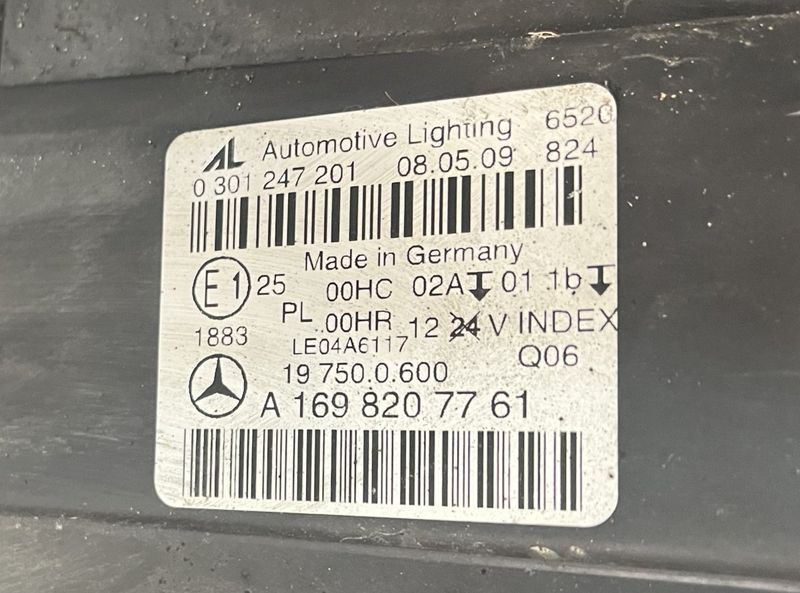 AL Automotive Lighting 6520
0 301 247 201 08.05.09 824
Made in Germany
E1 25 00HC 02A 01 1b
PL 00HR 12 24 V INDEX
1883 LE04A6117 Q06
19 750.0.600
A 169 820 77 61